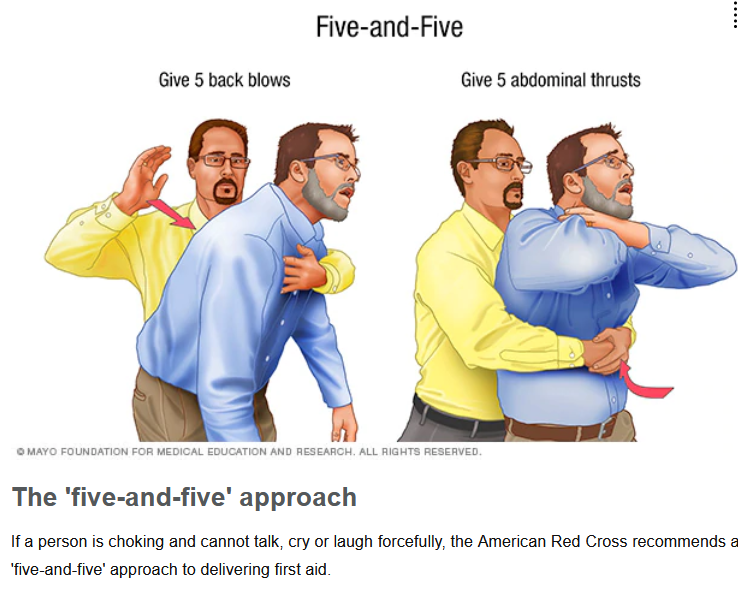 Five-and-Five
Give 5 back blows
Give 5 abdominal thrusts
© MAYO FOUNDATION FOR MEDICAL EDUCATION AND RESEARCH. ALL RIGHTS RESERVED.
The 'five-and-five' approach
If a person is choking and cannot talk, cry or laugh forcefully, the American Red Cross recommends a
'five-and-five' approach to delivering first aid.